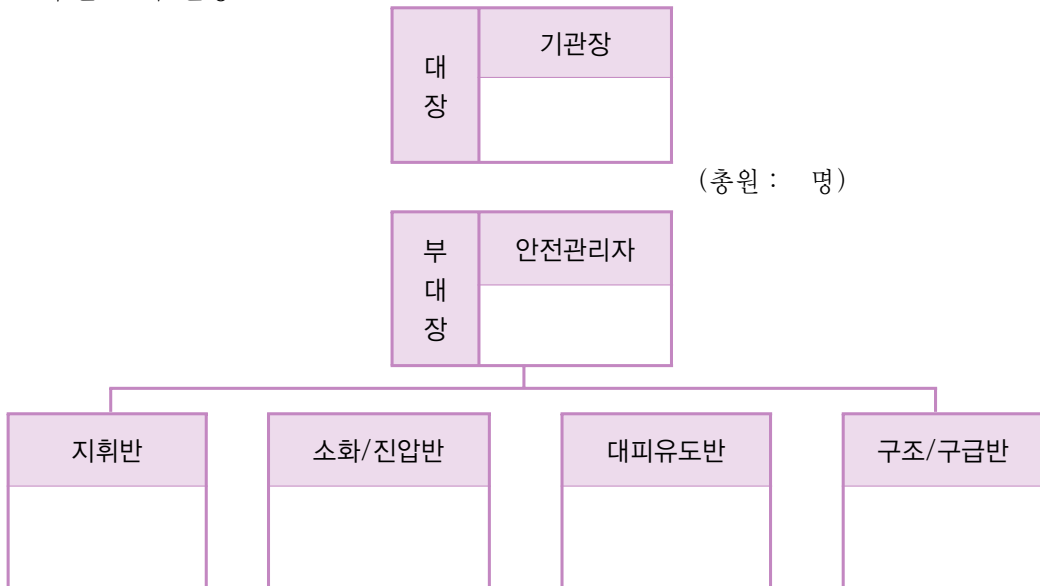 대장
기관장
(총원 : 명)
부대장
안전관리자
지휘반 소화/진압반 대피유도반 구조/구급반